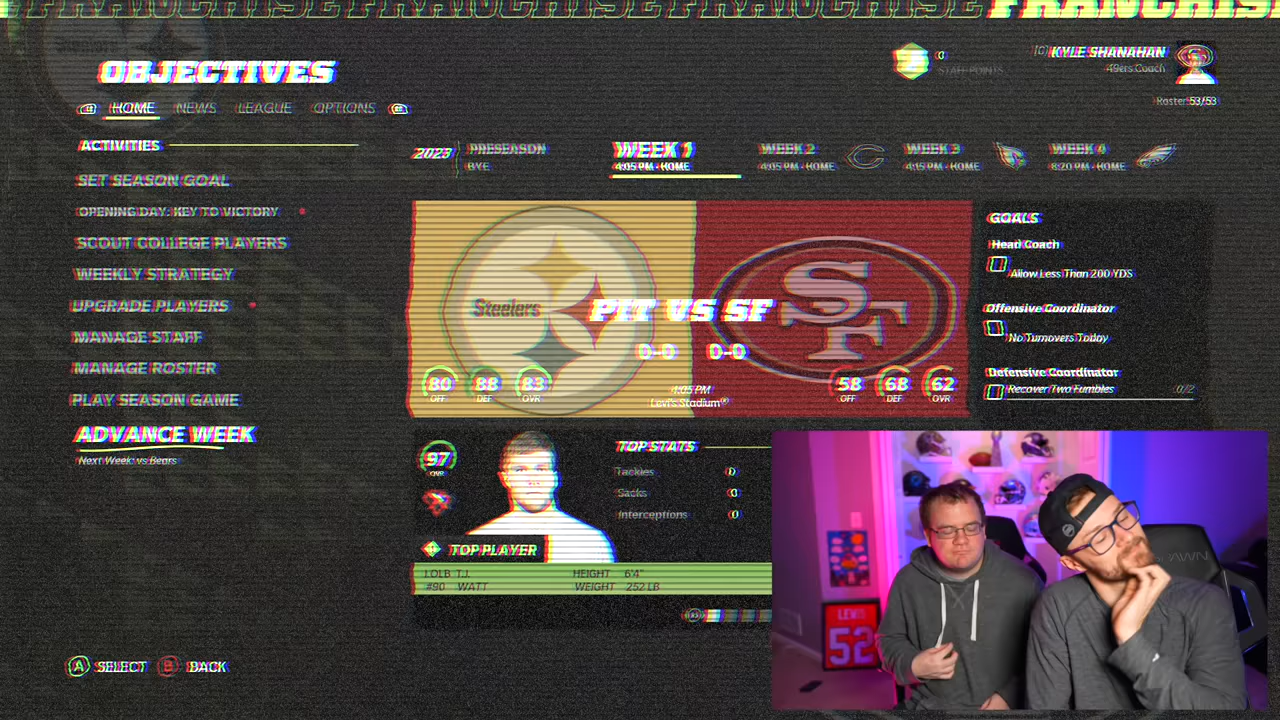 FRANCHISE FRANCHISE FRANCHISE FRANCHISE FRANCHISE FRANCHISE
OBJECTIVES
STAFF POINTS
[C] KYLE SHANAHAN
49ers Coach
Roster: 53/53
HOME NEWS LEAGUE OPTIONS
ACTIVITIES
SET SEASON GOAL
OPENING DAY: KEY TO VICTORY
SCOUT COLLEGE PLAYERS
WEEKLY STRATEGY
UPGRADE PLAYERS
MANAGE STAFF
MANAGE ROSTER
PLAY SEASON GAME
ADVANCE WEEK
Next Week: vs Bears
2023
PRESEASON
BYE
WEEK 1
4:05 PM - HOME
WEEK 2
4:05 PM - HOME
WEEK 3
4:15 PM - HOME
WEEK 4
8:20 PM - HOME
Steelers
SF
PIT VS SF
0-0 0-0
80 88 83
OFF DEF OVR
4:05 PM
Levi's Stadium®
58 68 62
OFF DEF OVR
GOALS
Head Coach
Allow Less Than 200 YDS
Offensive Coordinator
No Turnovers Today
Defensive Coordinator
Recover Two Fumbles 0/2
97
OVR
TOP PLAYER
TOP STATS
Tackles 0
Sacks 0
Interceptions 0
LOLB T.J. HEIGHT 6'4"
#90 WATT WEIGHT 252 LB
A SELECT B BACK
LEWIS
52